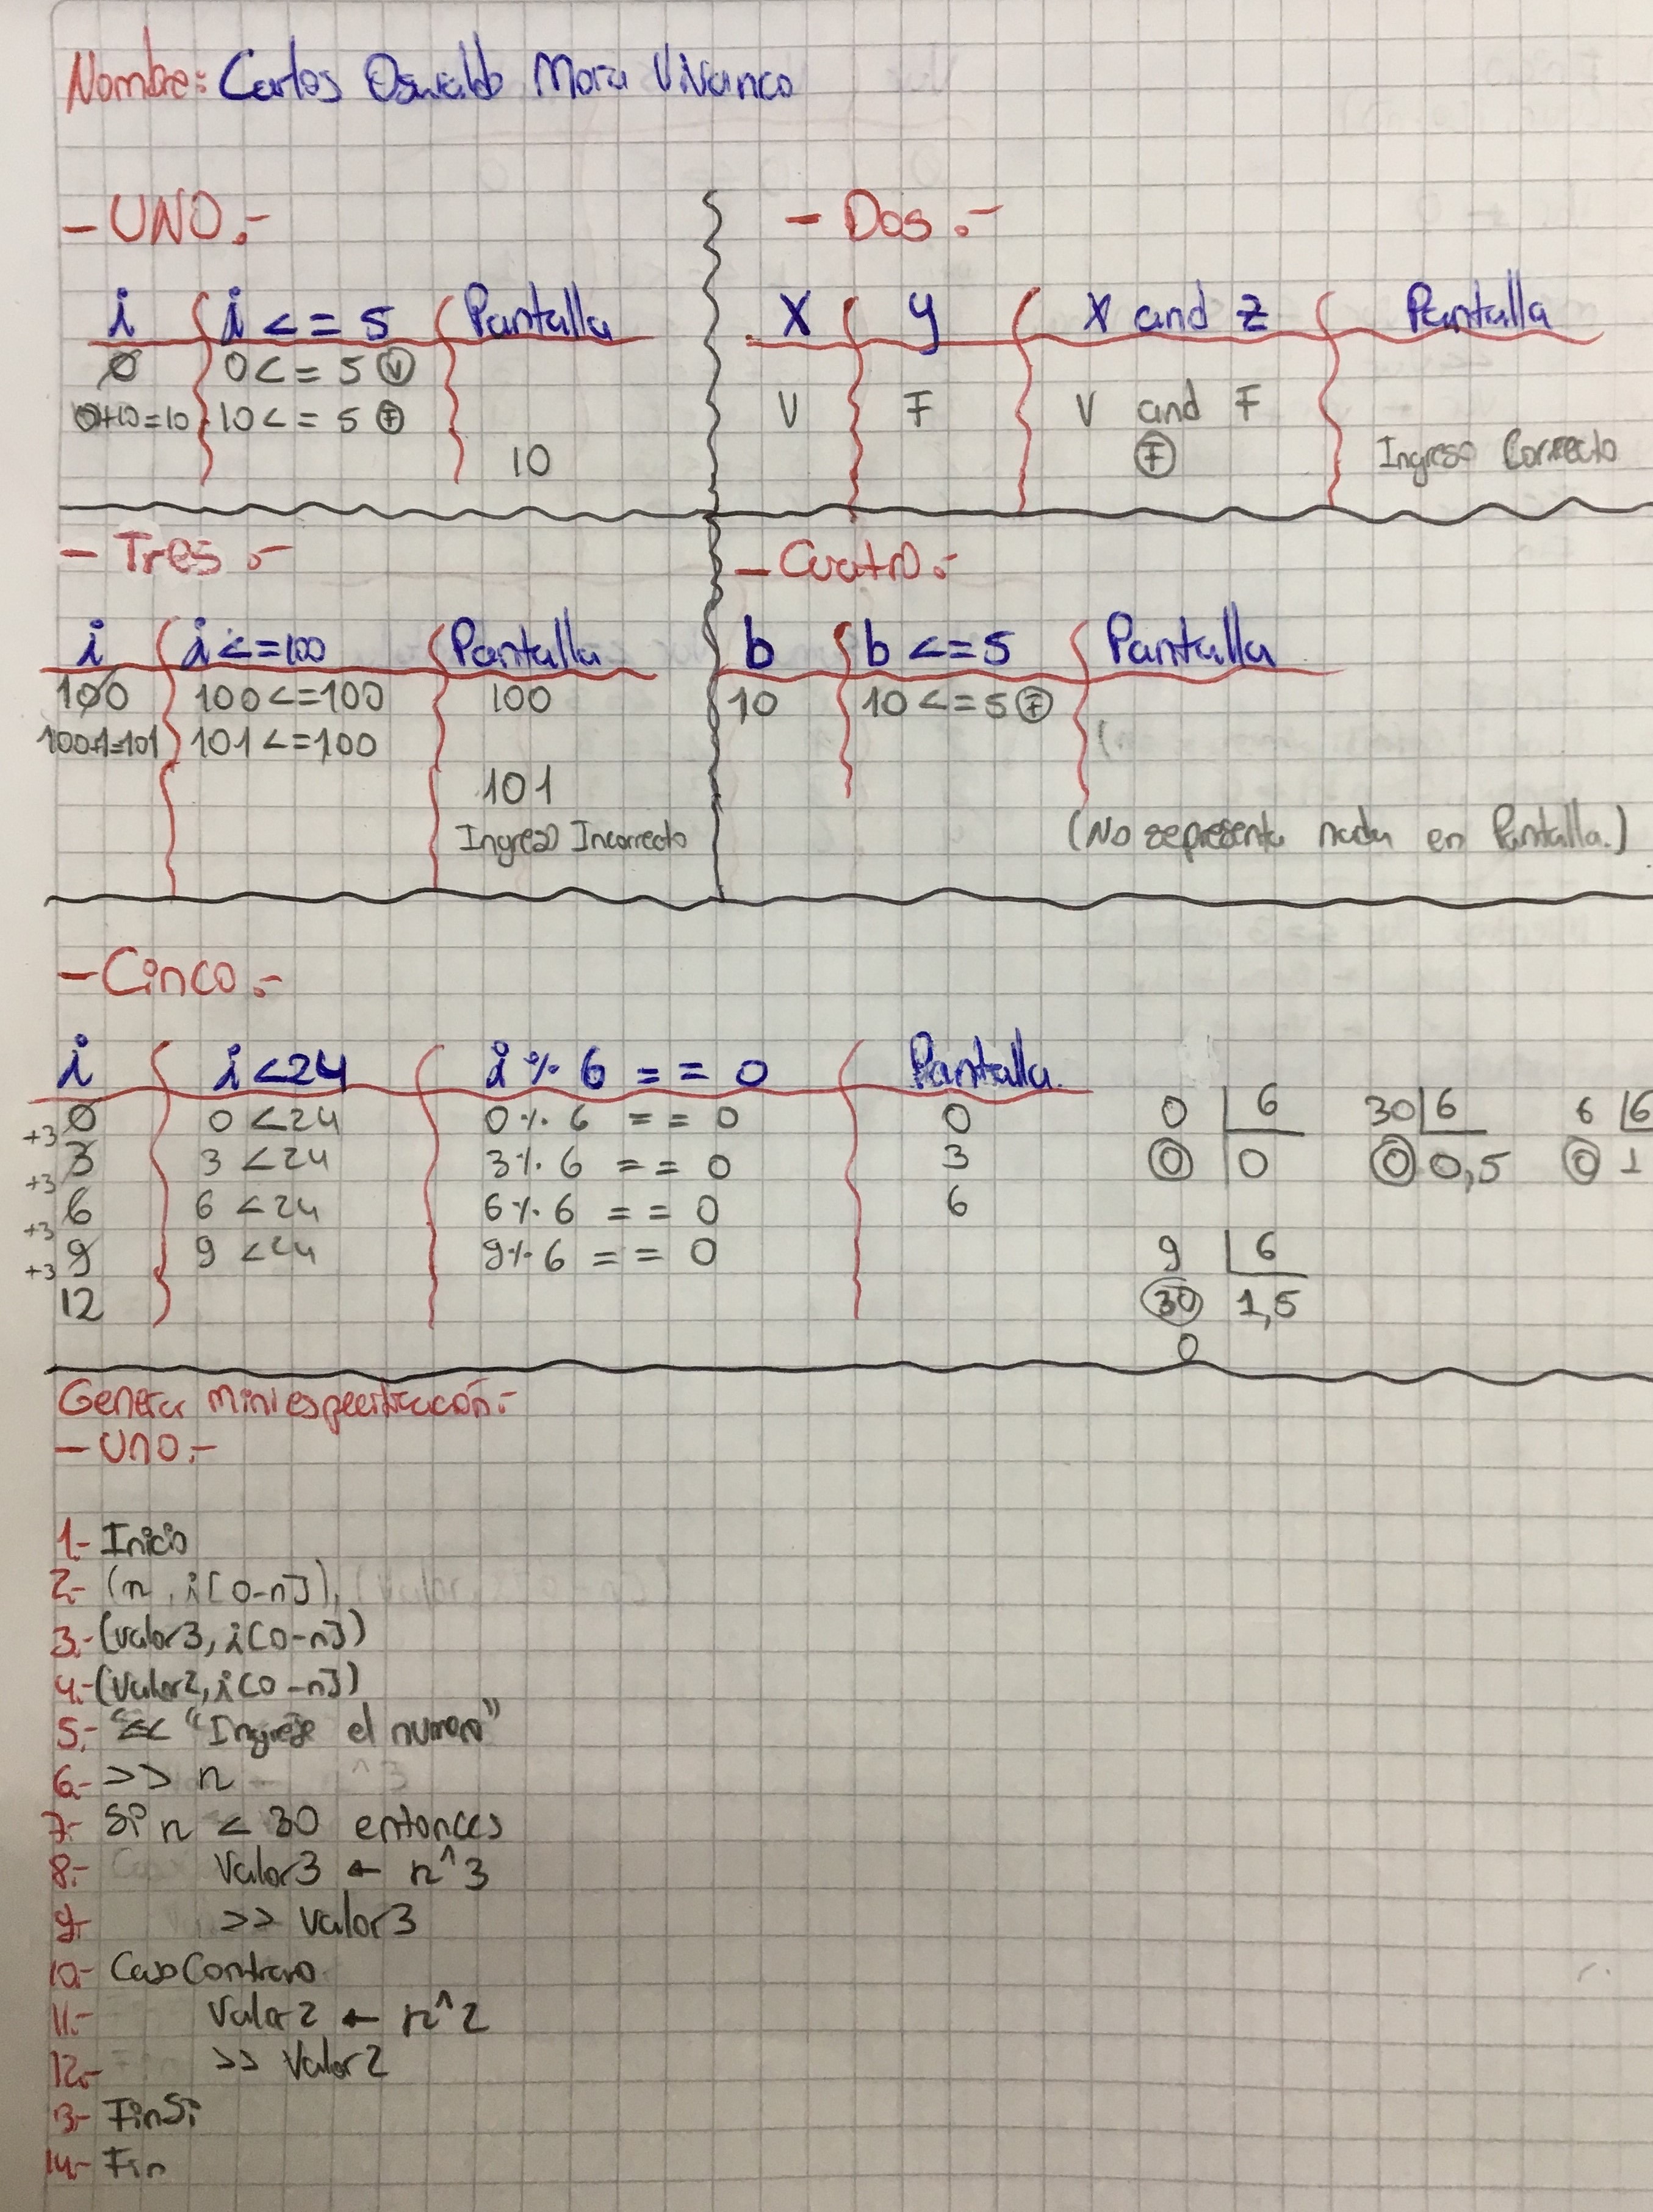 Nombre: Carlos Oswaldo Mora Vivanco
- UNO.-
i i <= 5 Pantalla
0 0 <= 5 V
0+10=10 10 <= 5 F
10
- Dos.-
X y X and z Pantalla
V F V and F
F Ingreso Correcto
- Tres.-
i i <=100 Pantalla
100 100<=100 100
100+1=101 101<=100
101
Ingreso Incorrecto
- Cuatro.-
b b <=5 Pantalla
10 10 <= 5 F
(No representa nada en Pantalla.)
- Cinco.-
i i <24 i % 6 == 0 Pantalla
0 0 <24 0 % 6 == 0 0
+3 3 3 <24 3 % 6 == 0 3
+3 6 6 <24 6 % 6 == 0 6
+3 9 9 <24 9 % 6 == 0
+3 12
0 6 30 6 6 6
0 0 0 0,5 0 1
9 6
30 1,5
0
Generar miniespecificación.-
- Uno.-
1.- Inicio
2.- (n, i[0-n])
3.- (valor3, i[0-n])
4.- (valor2, i[0-n])
5.- << "Ingrese el numero"
6.- >> n
7.- Si n < 30 entonces
8.- Valor3 ← n^3
9.- >> valor3
10.- Caso Contrario
11.- Valor2 ← n^2
12.- >> Valor2
13.- FinSi
14.- Fin